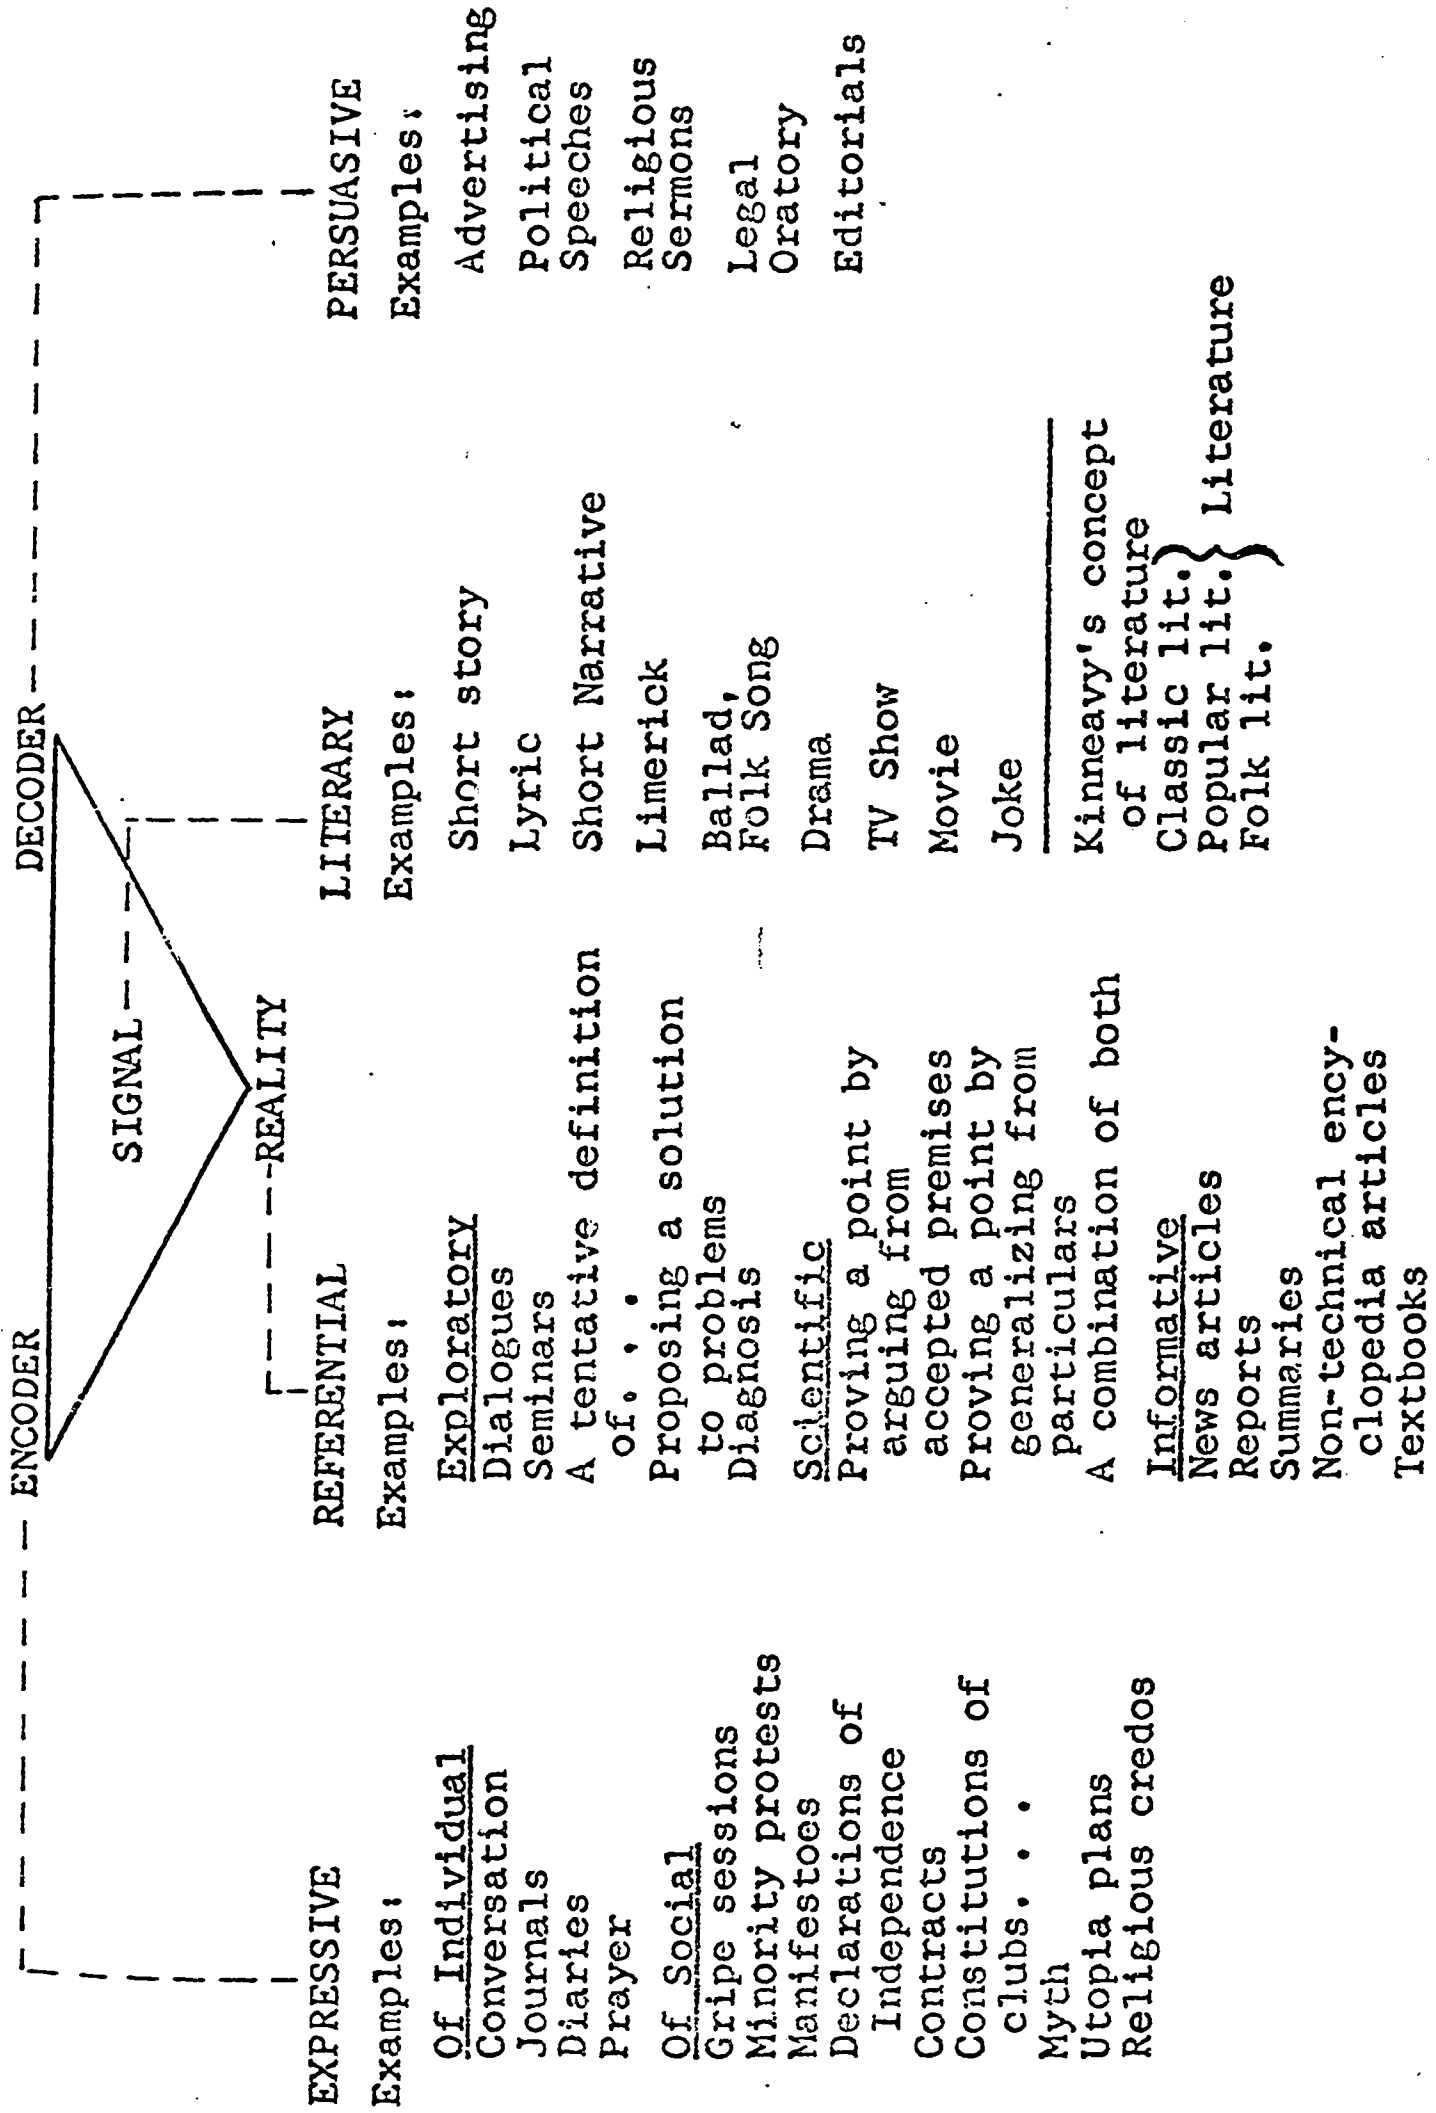 ENCODER
DECODER
SIGNAL
REALITY
EXPRESSIVE
Examples:
Of Individual
Conversation
Journals
Diaries
Prayer
Of Social
Gripe sessions
Minority protests
Manifestoes
Declarations of
Independence
Contracts
Constitutions of
clubs. . .
Myth
Utopia plans
Religious credos
REFERENTIAL
Examples:
Exploratory
Dialogues
Seminars
A tentative definition
of. . .
Proposing a solution
to problems
Diagnosis
Scientific
Proving a point by
arguing from
accepted premises
Proving a point by
generalizing from
particulars
A combination of both
Informative
News articles
Reports
Summaries
Non-technical ency-
clopedia articles
Textbooks
LITERARY
Examples:
Short story
Lyric
Short Narrative
Limerick
Ballad,
Folk Song
Drama
TV Show
Movie
Joke
Kinneavy's concept
of literature
Classic lit.
Popular lit. } Literature
Folk lit.
PERSUASIVE
Examples:
Advertising
Political
Speeches
Religious
Sermons
Legal
Oratory
Editorials